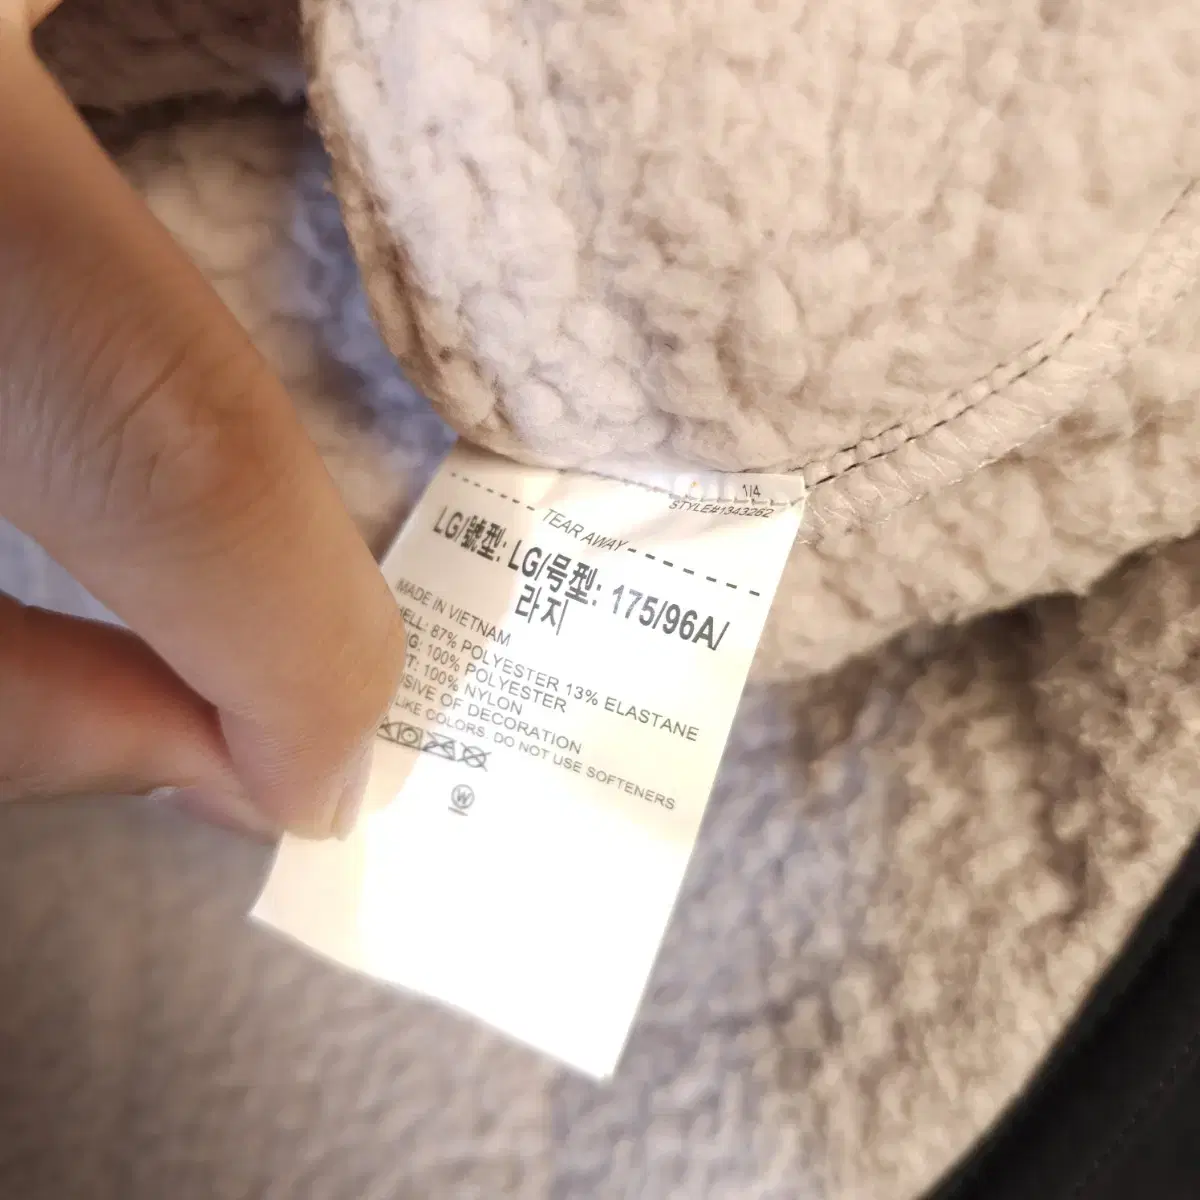 1/4
STYLE#1343262
TEAR AWAY
LG/號型: LG/号型: 175/96A/
라지
MADE IN VIETNAM
87% POLYESTER 13% ELASTANE
100% POLYESTER
100% NYLON
OF DECORATION
LIKE COLORS. DO NOT USE SOFTENERS
W